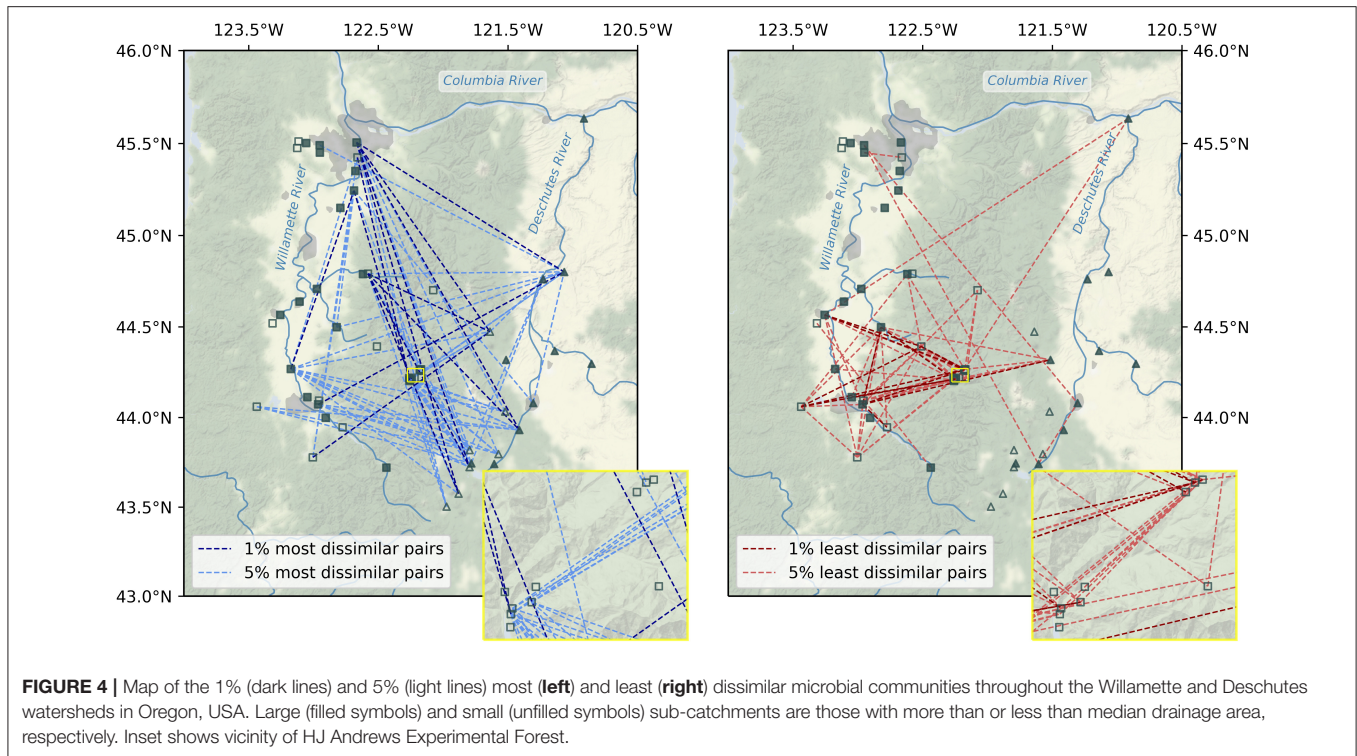 123.5°W 122.5°W 121.5°W 120.5°W
123.5°W 122.5°W 121.5°W 120.5°W
46.0°N
45.5°N
45.0°N
44.5°N
44.0°N
43.5°N
43.0°N
Columbia River
Willamette River
Deschutes River
1% most dissimilar pairs
5% most dissimilar pairs
Columbia River
Willamette River
Deschutes River
1% least dissimilar pairs
5% least dissimilar pairs
46.0°N
45.5°N
45.0°N
44.5°N
44.0°N
FIGURE 4 | Map of the 1% (dark lines) and 5% (light lines) most (left) and least (right) dissimilar microbial communities throughout the Willamette and Deschutes
watersheds in Oregon, USA. Large (filled symbols) and small (unfilled symbols) sub-catchments are those with more than or less than median drainage area,
respectively. Inset shows vicinity of HJ Andrews Experimental Forest.